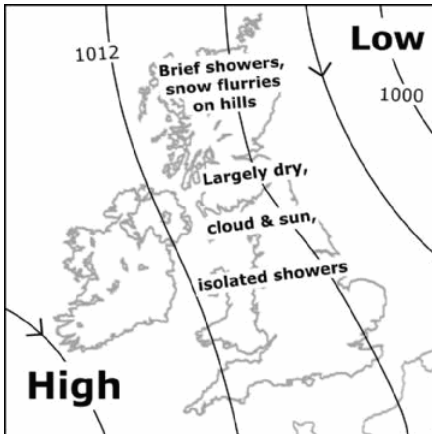 Low
1012
Brief showers,
snow flurries
on hills
1000
Largely dry,
cloud & sun,
isolated showers
High